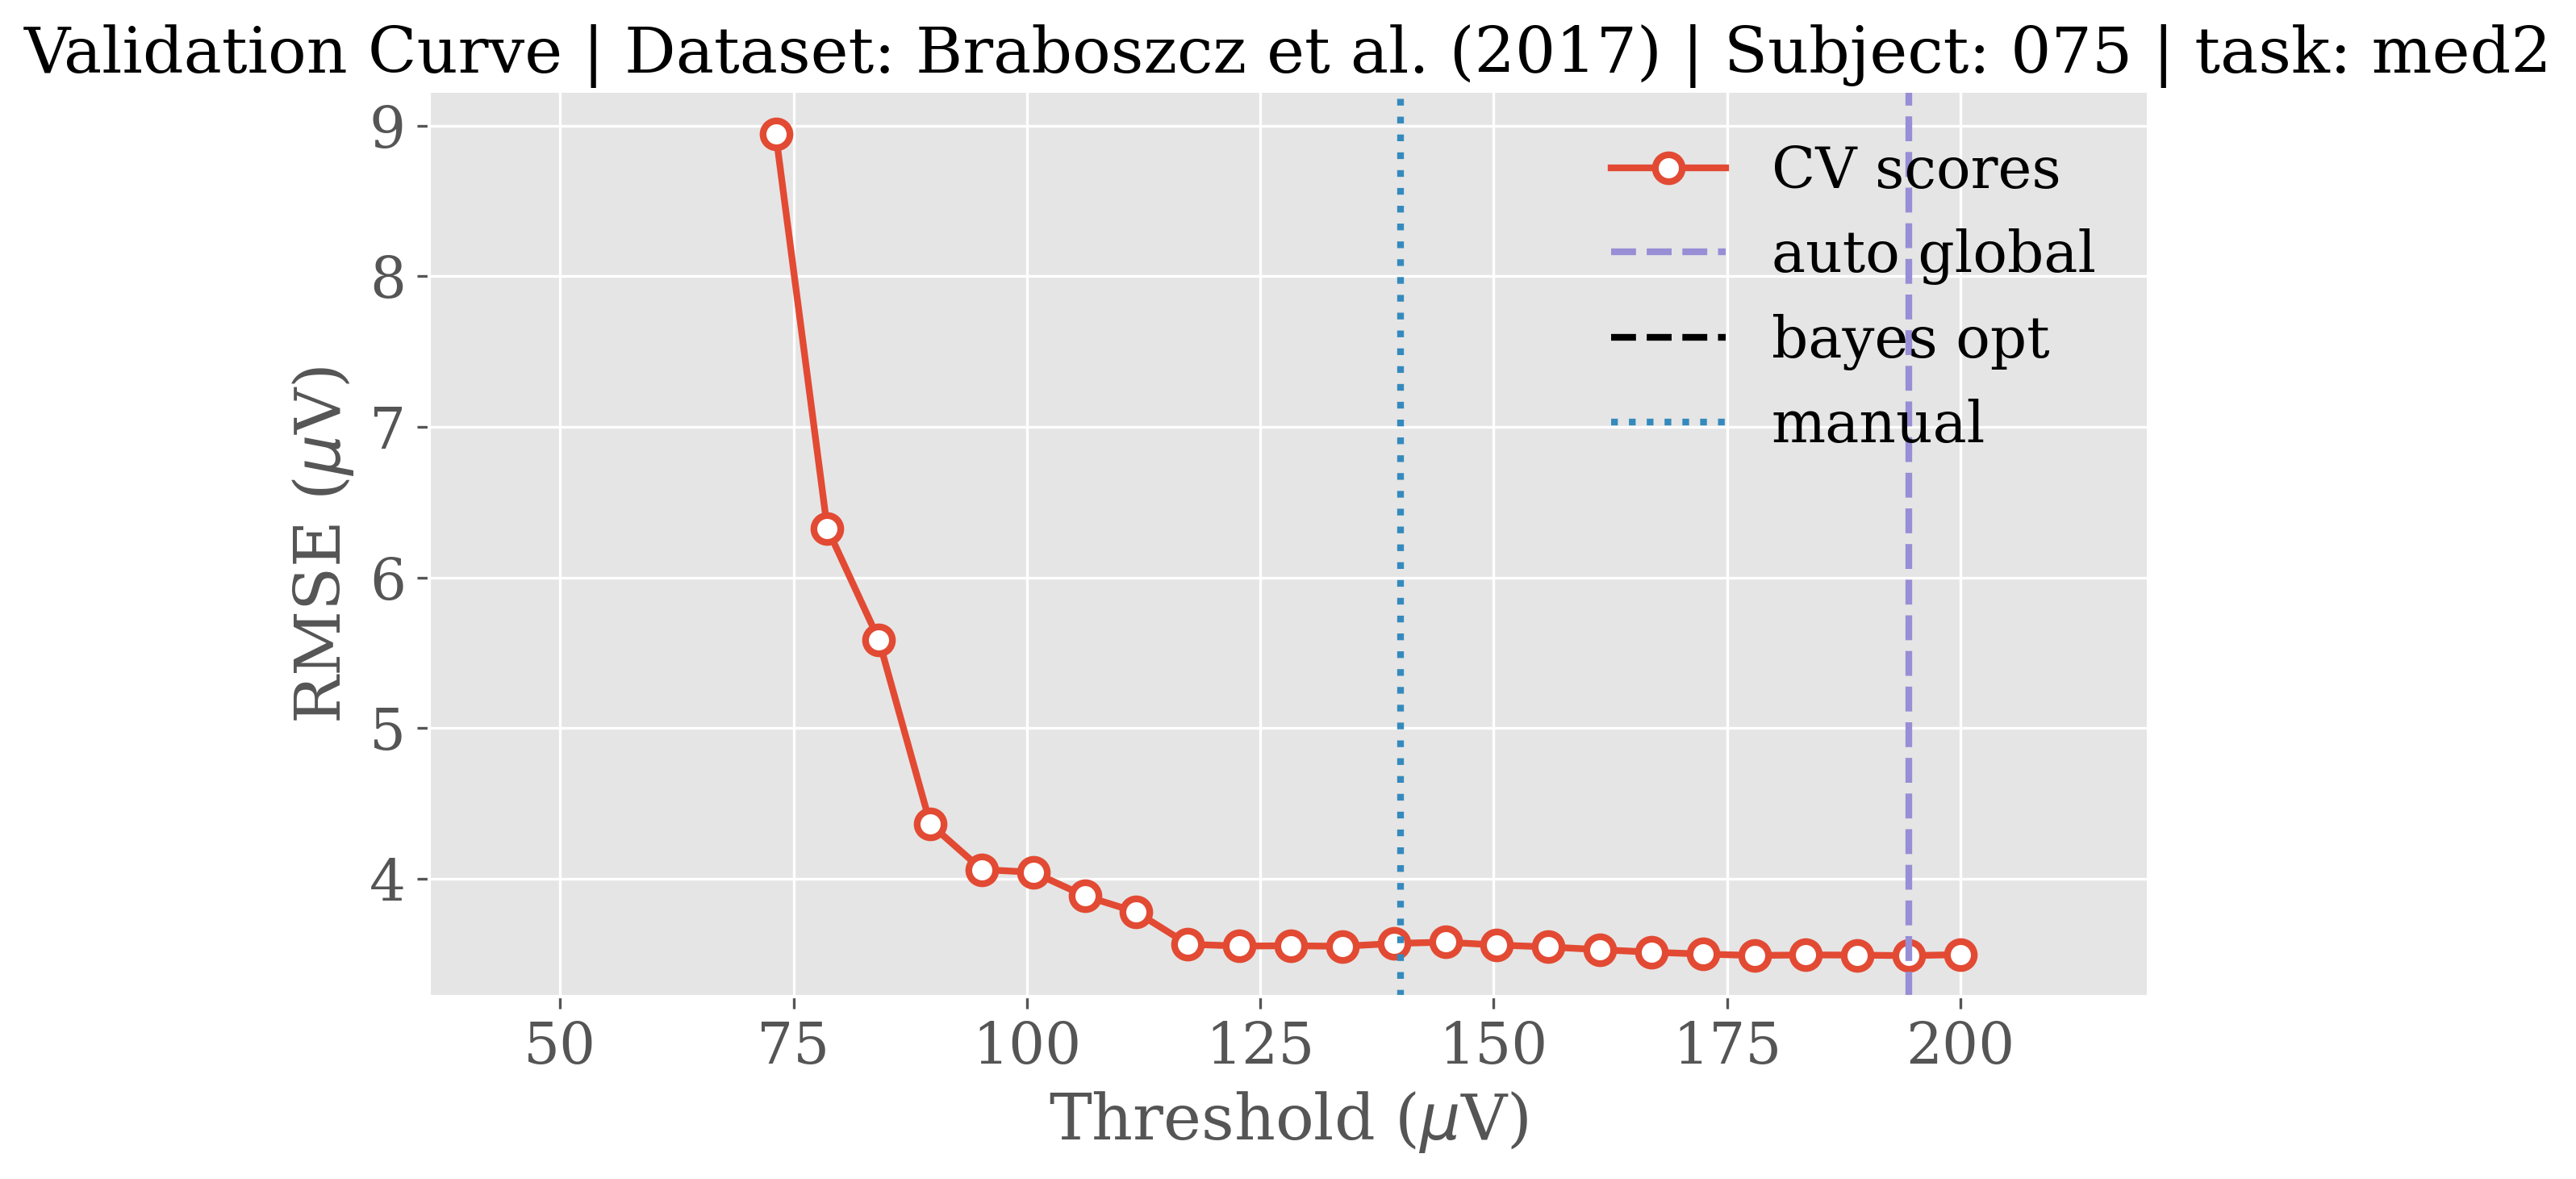 Validation Curve | Dataset: Braboszcz et al. (2017) | Subject: 075 | task: med2
9
8
7
6
5
4
RMSE (μV)
CV scores
auto global
bayes opt
manual
50 75 100 125 150 175 200
Threshold (μV)